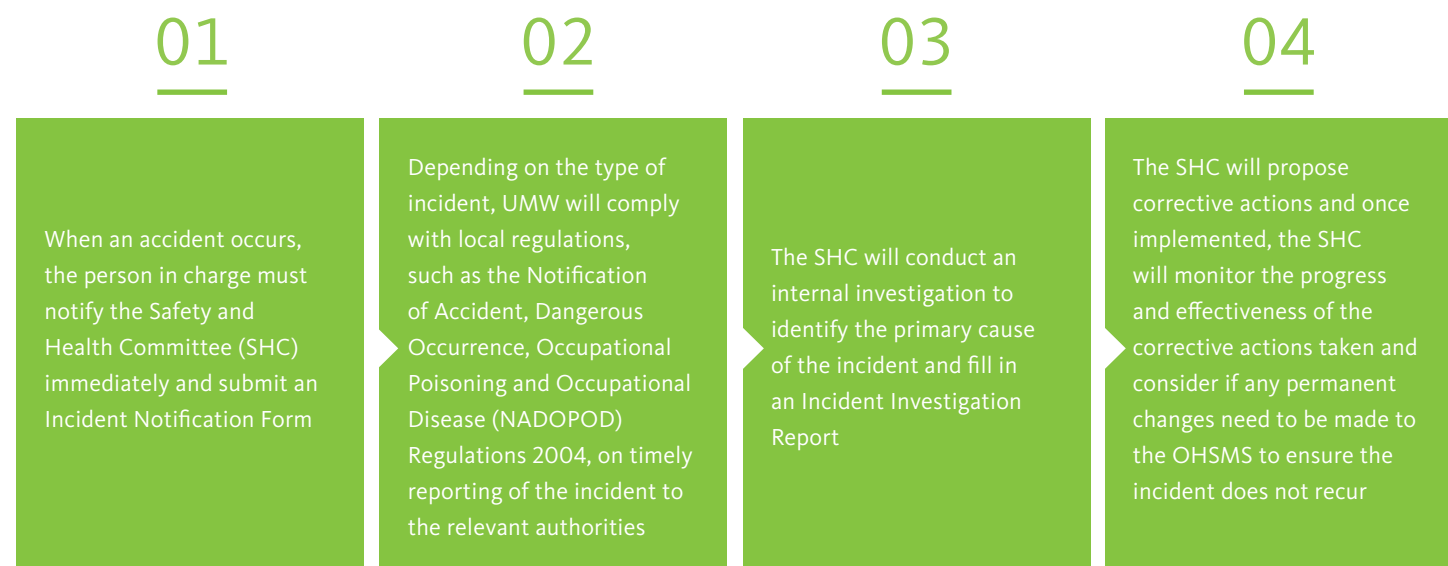 01
When an accident occurs,
the person in charge must
notify the Safety and
Health Committee (SHC)
immediately and submit an
Incident Notification Form
02
Depending on the type of
incident, UMW will comply
with local regulations,
such as the Notification
of Accident, Dangerous
Occurrence, Occupational
Poisoning and Occupational
Disease (NADOPOD)
Regulations 2004, on timely
reporting of the incident to
the relevant authorities
03
The SHC will conduct an
internal investigation to
identify the primary cause
of the incident and fill in
an Incident Investigation
Report
04
The SHC will propose
corrective actions and once
implemented, the SHC
will monitor the progress
and effectiveness of the
corrective actions taken and
consider if any permanent
changes need to be made to
the OHSMS to ensure the
incident does not recur